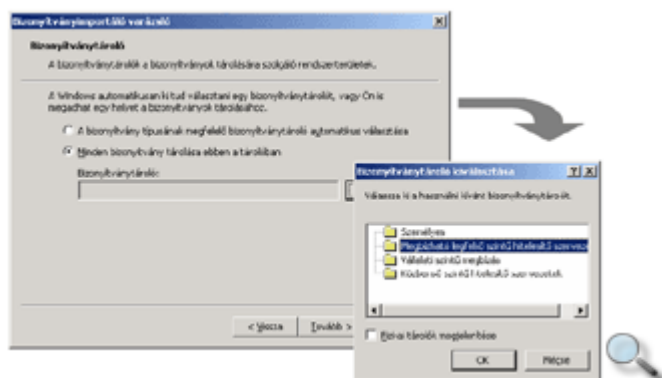 Bizonyítványimportáló varázsló
Bizonyítványtároló
A bizonyítványtárolók a bizonyítványok tárolására szolgáló rendszerterületek.
A Windows automatikusan ki tud választani egy bizonyítványtárolót, vagy Ön is
megadhat egy helyet a bizonyítványok tárolásához.
A bizonyítvány típusának megfelelő bizonyítványtároló automatikus választása
Minden bizonyítvány tárolása ebben a tárolóban
Bizonyítványtároló:
< Vissza
Tovább >
Bizonyítványtároló kiválasztása
Válassza ki a használni kívánt bizonyítványtárolót.
Személyes
Megbízható legfelső szintű hitelesítő szerveze
Vállalati szintű megbízás
Közbenső szintű hitelesítő szervezetek
Fizikai tárolók megjelenítése
OK
Mégse